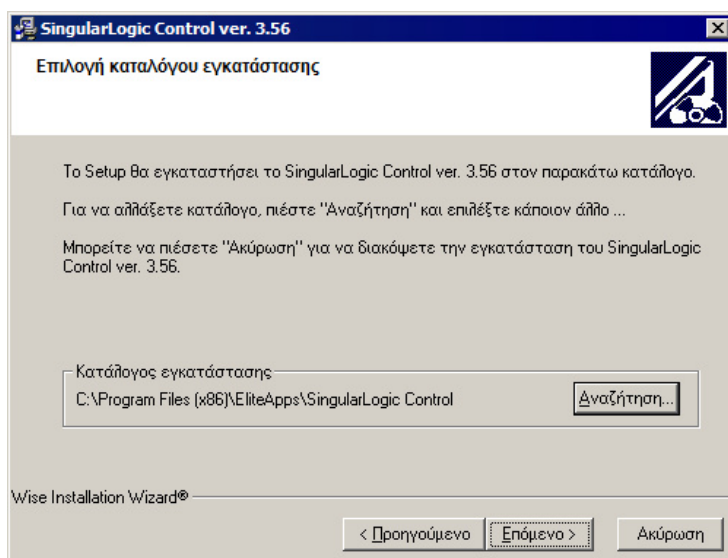 SingularLogic Control ver. 3.56
Επιλογή καταλόγου εγκατάστασης
Το Setup θα εγκαταστήσει το SingularLogic Control ver. 3.56 στον παρακάτω κατάλογο.
Για να αλλάξετε κατάλογο, πιέστε "Αναζήτηση" και επιλέξτε κάποιον άλλο ...
Μπορείτε να πιέσετε "Ακύρωση" για να διακόψετε την εγκατάσταση του SingularLogic
Control ver. 3.56.
Κατάλογος εγκατάστασης
C:\Program Files (x86)\EliteApps\SingularLogic Control
Αναζήτηση...
Wise Installation Wizard®
< Προηγούμενο
Επόμενο >
Ακύρωση